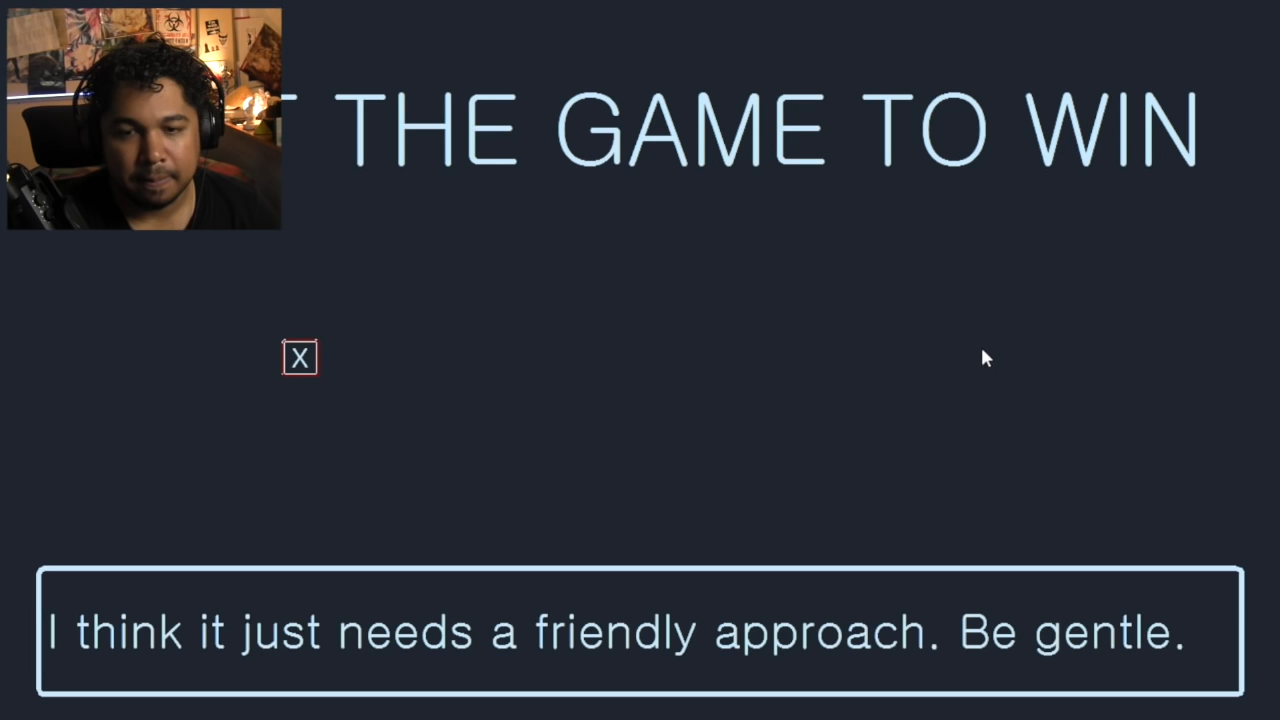 THE GAME TO WIN
X
I think it just needs a friendly approach. Be gentle.